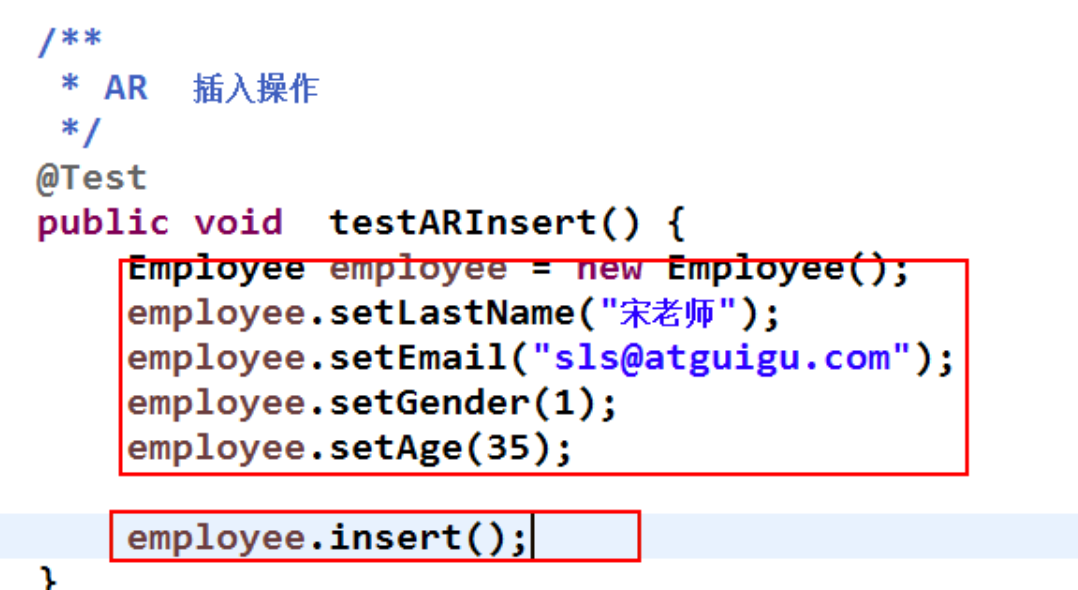 /**
 * AR  插入操作
 */
@Test
public void  testARInsert() {
Employee employee = new Employee();
employee.setLastName("宋老师");
employee.setEmail("sls@atguigu.com");
employee.setGender(1);
employee.setAge(35);
employee.insert();
}